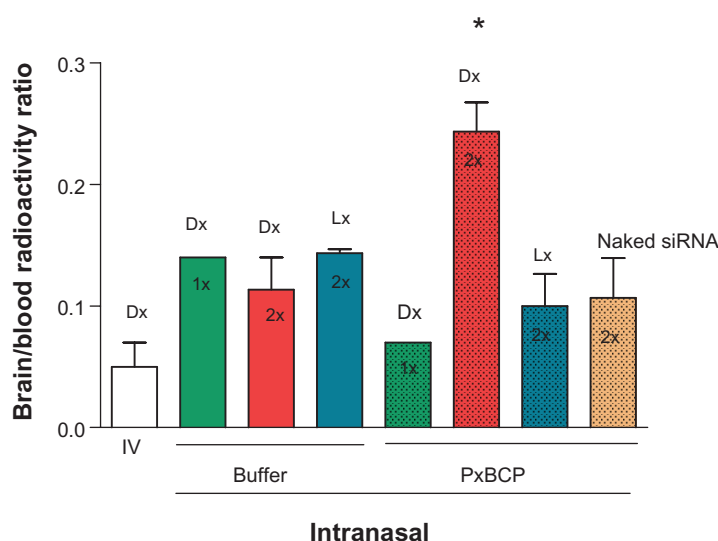 *
0.3
Dx
2x
0.2
Dx
Dx
Lx
Lx
Naked siRNA
1x
2x
2x
0.1
Dx
Dx
1x
2x
2x
0.0
IV
Buffer
PxBCP
Intranasal
Brain/blood radioactivity ratio